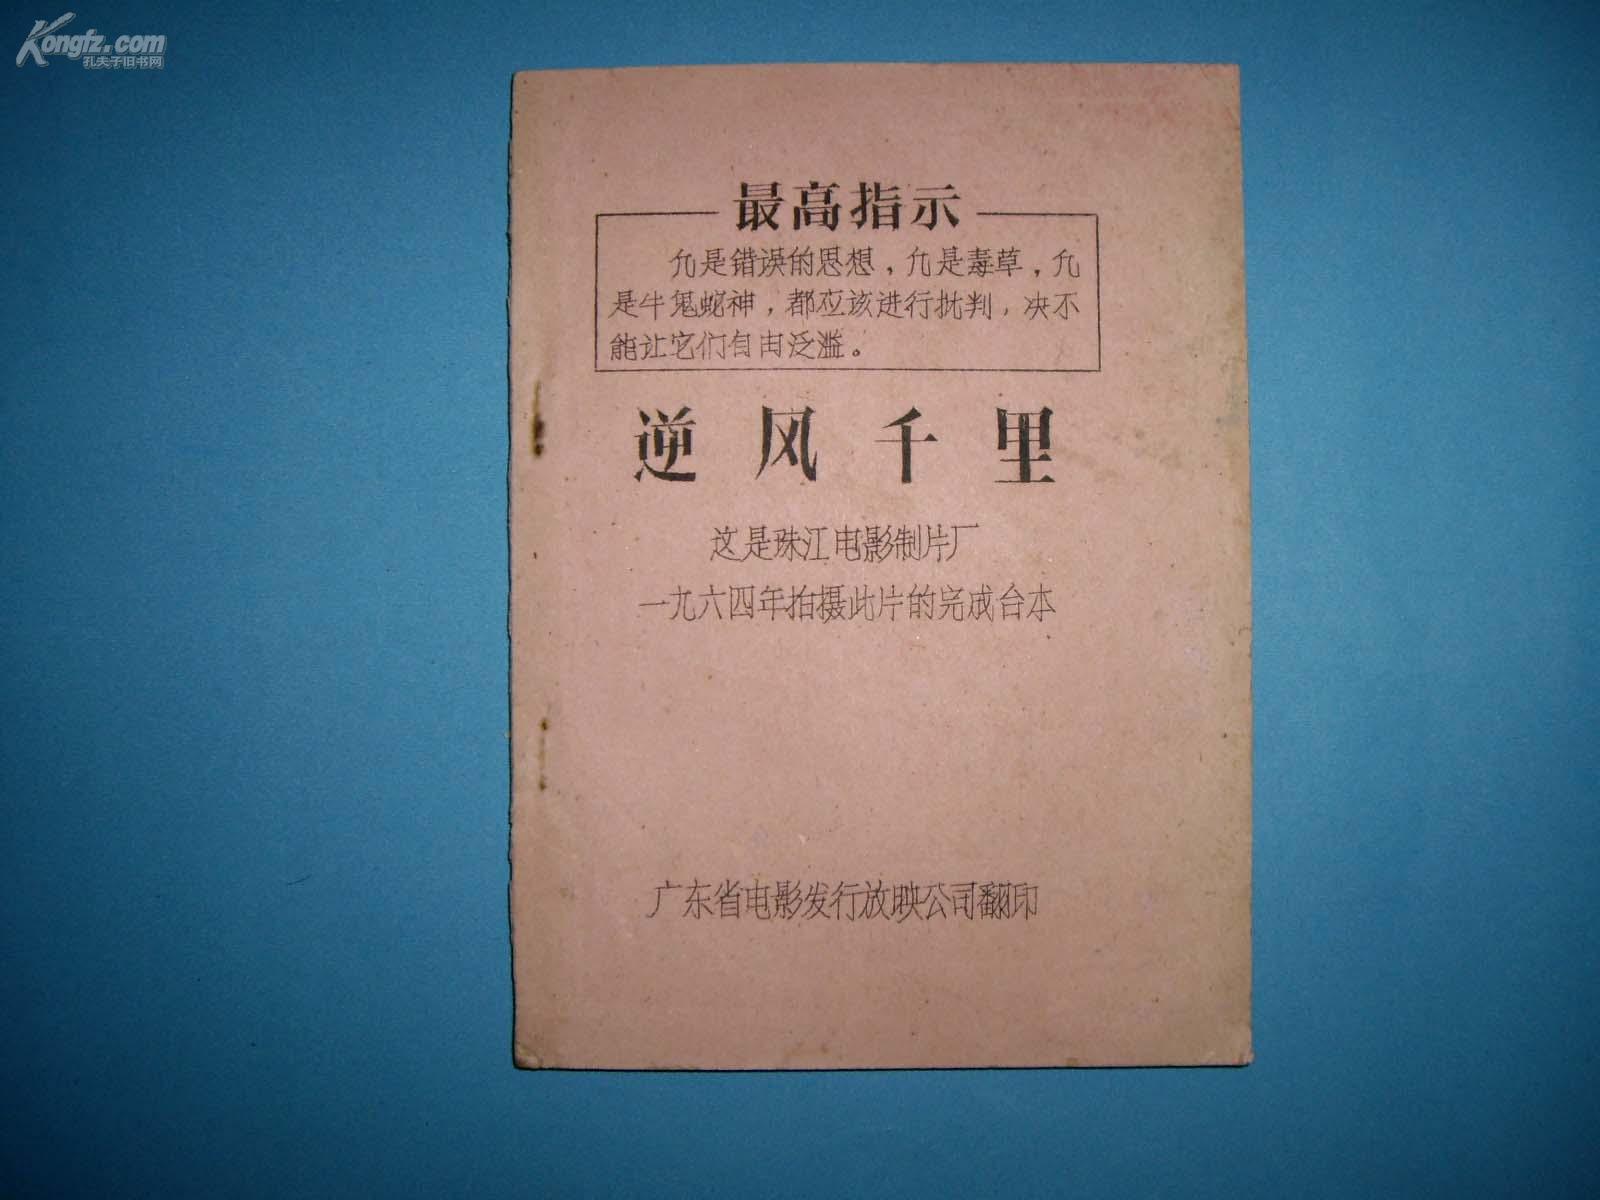 Kongfz.com
孔夫子旧书网
最高指示
凣是错误的思想，凣是毒草，凣
是牛鬼蛇神，都应该进行批判，决不
能让它们自由泛滥。
逆风千里
这是珠江电影制片厂
一九六四年拍摄此片的完成台本
广东省电影发行放映公司翻印